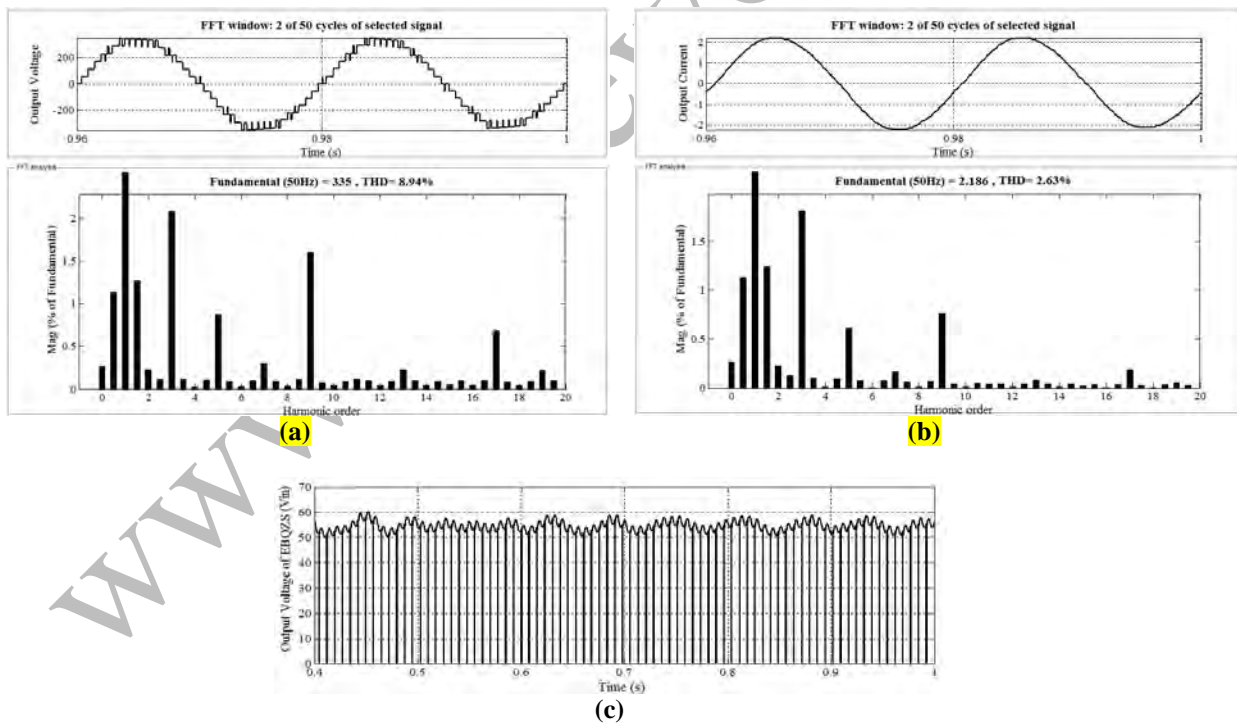 FFT window: 2 of 50 cycles of selected signal
Output Voltage
200
0
-200
0.96
0.98
1
Time (s)
FFT analysis
Fundamental (50Hz) = 335 , THD= 8.94%
Mag (% of Fundamental)
2
1.5
1
0.5
0
0 2 4 6 8 10 12 14 16 18 20
Harmonic order
(a)
FFT window: 2 of 50 cycles of selected signal
Output Current
2
1
0
-1
-2
0.96
0.98
1
Time (s)
FFT analysis
Fundamental (50Hz) = 2.186 , THD= 2.63%
Mag (% of Fundamental)
1.5
1
0.5
0
0 2 4 6 8 10 12 14 16 18 20
Harmonic order
(b)
Output Voltage of EBQZS (Vin)
70
60
50
40
30
20
10
0
0.4 0.5 0.6 0.7 0.8 0.9 1
Time (s)
(c)
www.